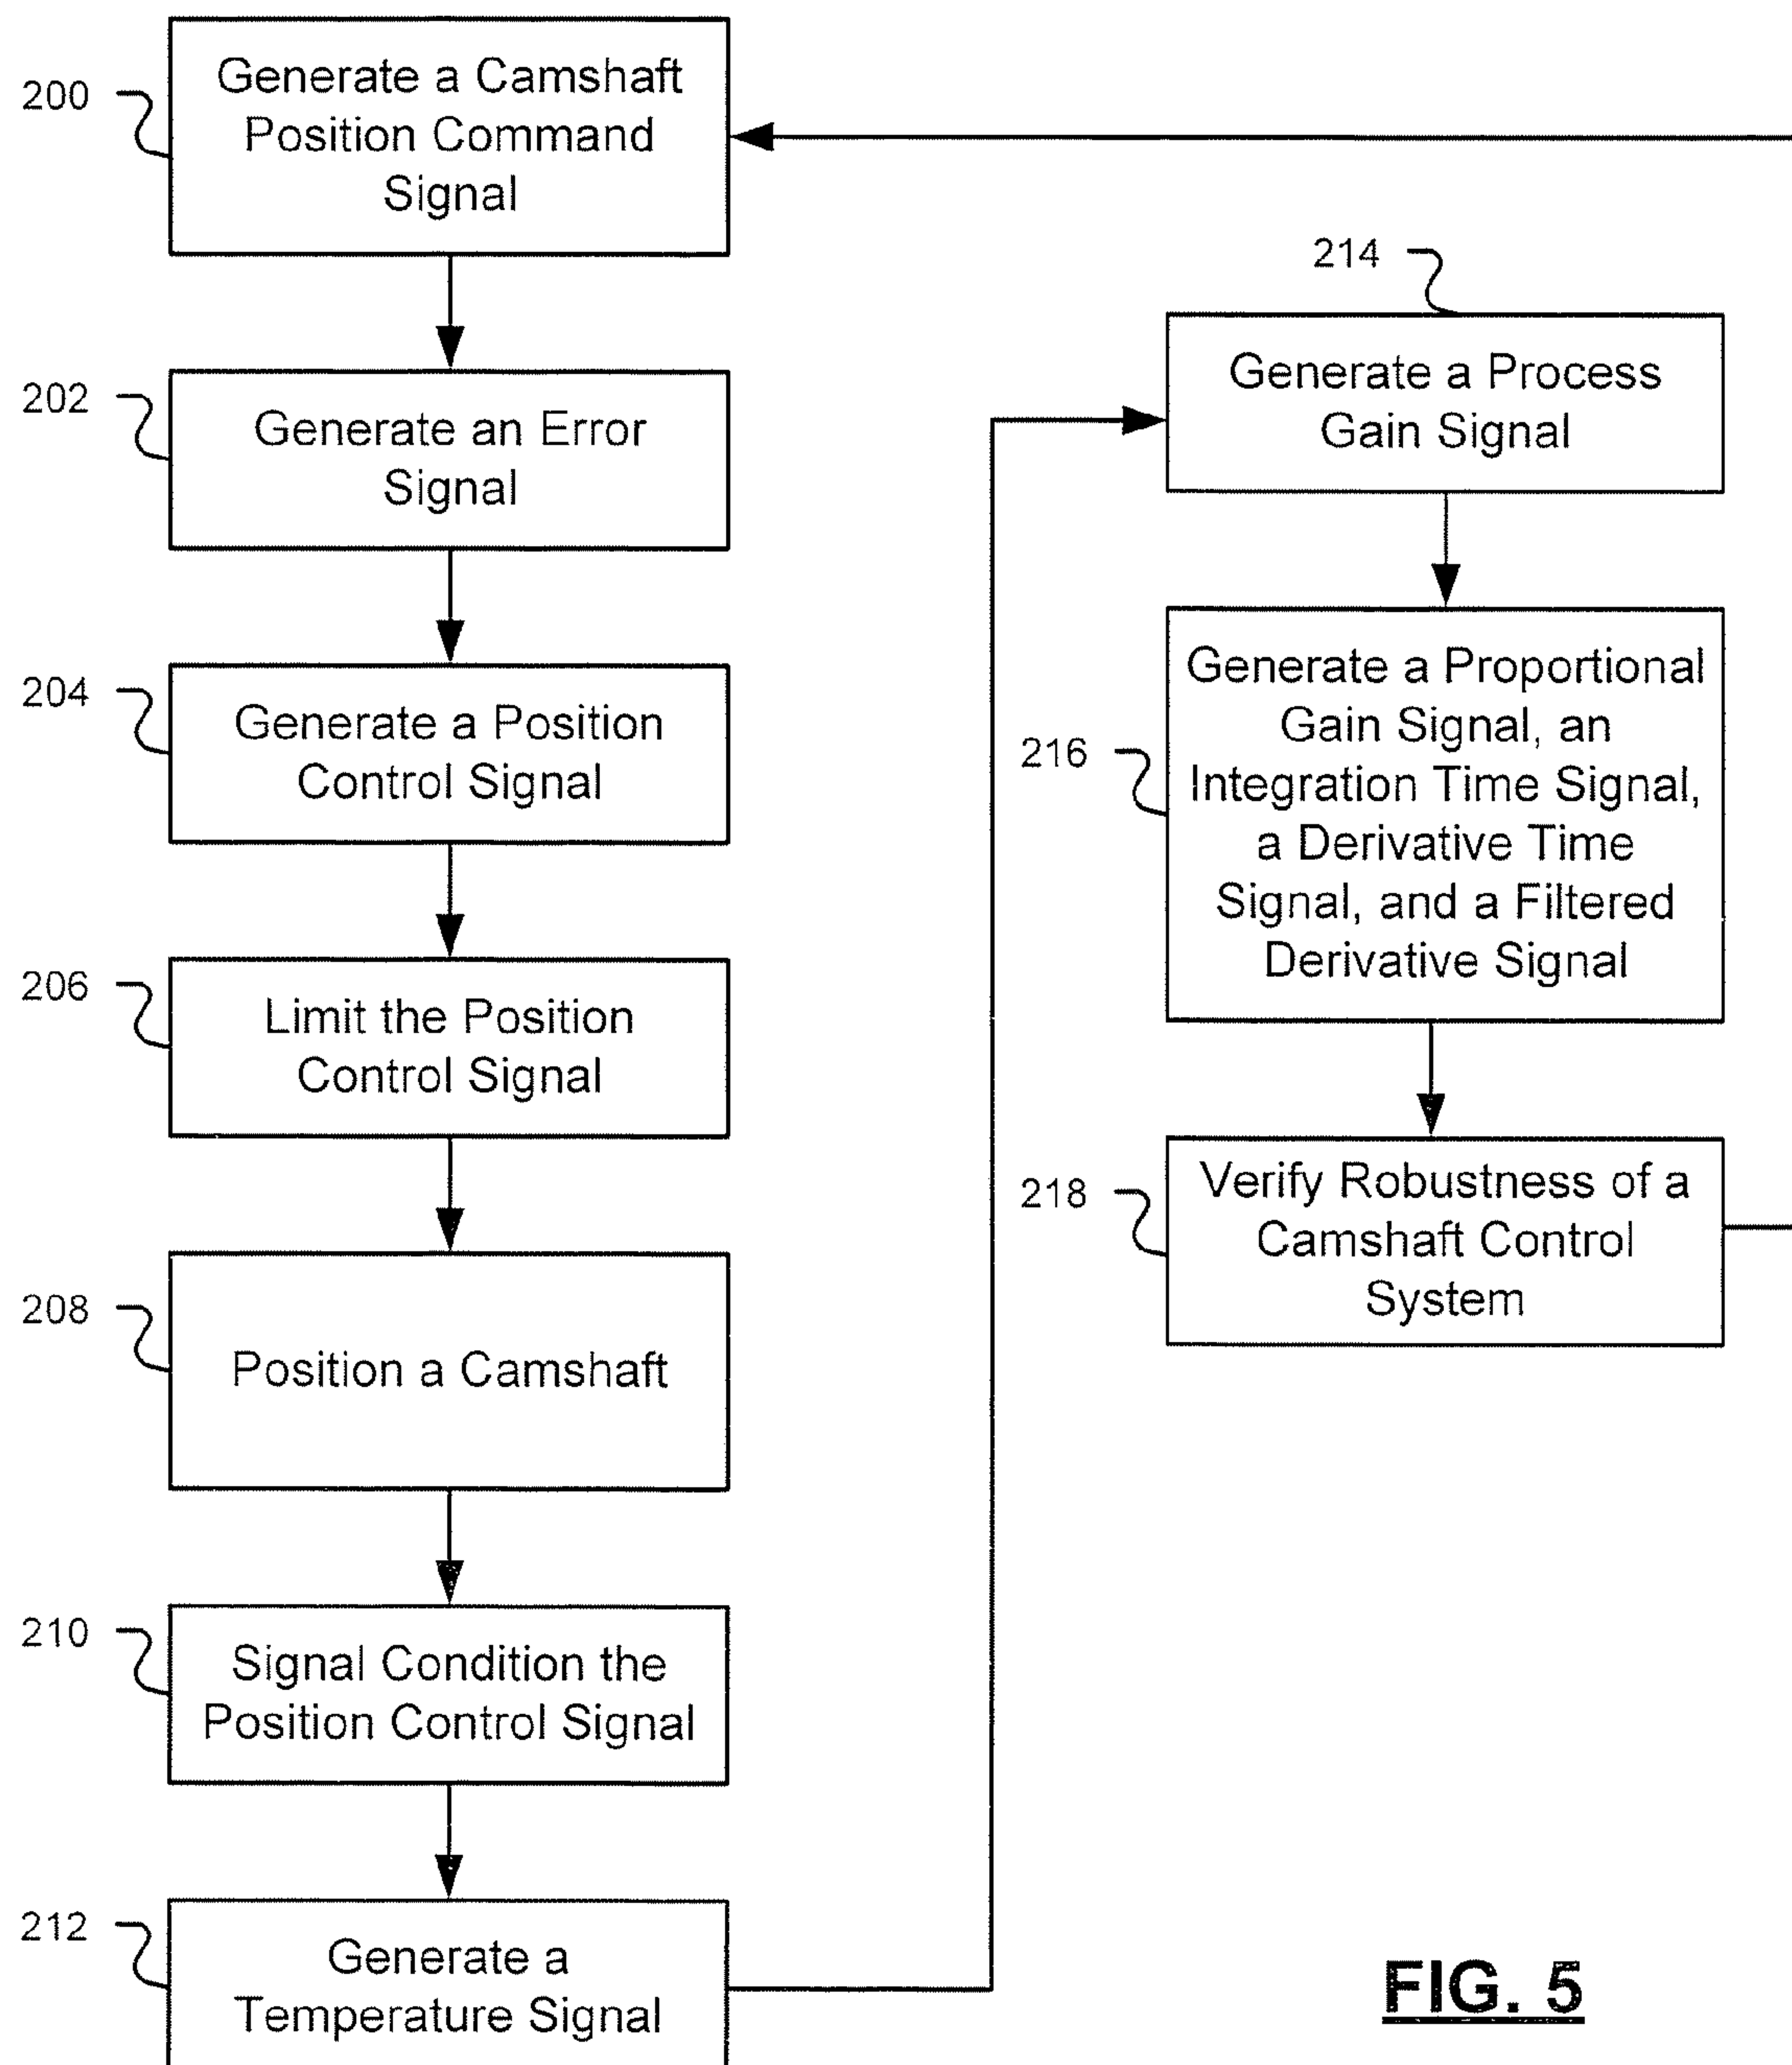 200
Generate a Camshaft
Position Command
Signal
202
Generate an Error
Signal
204
Generate a Position
Control Signal
206
Limit the Position
Control Signal
208
Position a Camshaft
210
Signal Condition the
Position Control Signal
212
Generate a
Temperature Signal
214
Generate a Process
Gain Signal
216
Generate a Proportional
Gain Signal, an
Integration Time Signal,
a Derivative Time
Signal, and a Filtered
Derivative Signal
218
Verify Robustness of a
Camshaft Control
System
FIG. 5